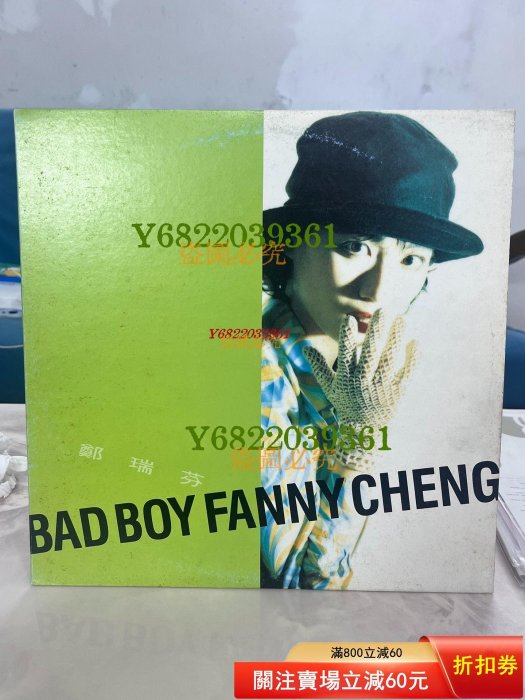 Y6822039361
盜圖必究
Y6822039361
盜圖必究
Y6822039361
盜圖必究
鄭瑞芬
BAD BOY FANNY CHENG
滿800立減60
關注賣場立減60元
折扣券